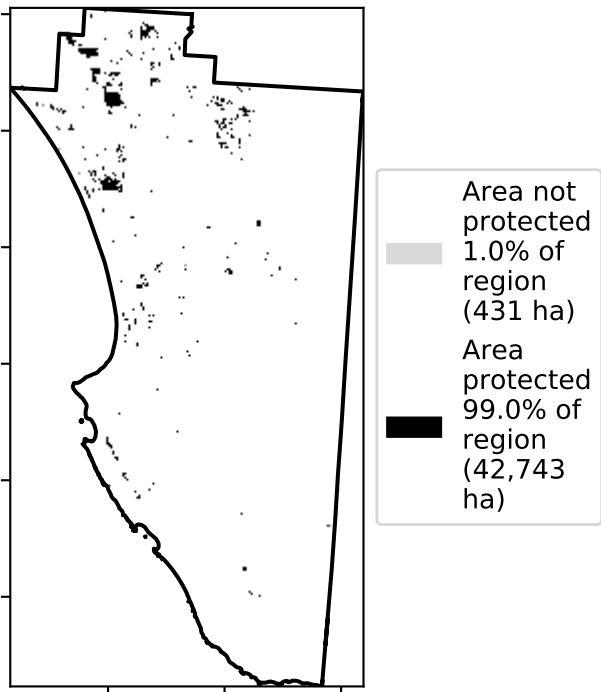 Area not
protected
1.0% of
region
(431 ha)
Area
protected
99.0% of
region
(42,743
ha)